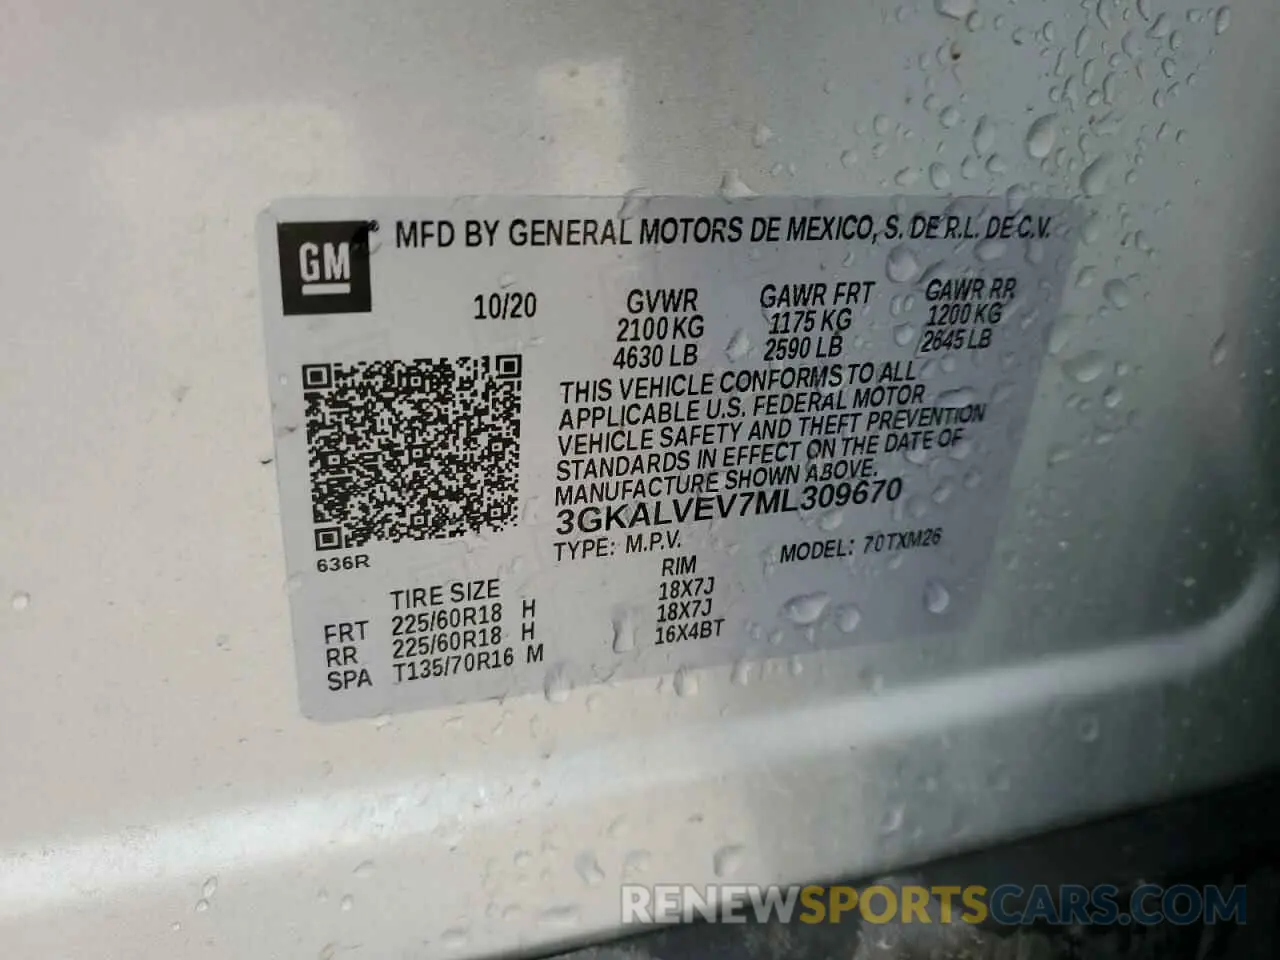 GM ® MFD BY GENERAL MOTORS DE MEXICO, S. DE R.L. DE C.V.
10/20 GVWR GAWR FRT GAWR RR
2100 KG 1175 KG 1200 KG
4630 LB 2590 LB 2645 LB
THIS VEHICLE CONFORMS TO ALL
APPLICABLE U.S. FEDERAL MOTOR
VEHICLE SAFETY AND THEFT PREVENTION
STANDARDS IN EFFECT ON THE DATE OF
MANUFACTURE SHOWN ABOVE.
3GKALVEV7ML309670
636R
TYPE: M.P.V. MODEL: 70TXM26
TIRE SIZE RIM
FRT 225/60R18 H 18X7J
RR 225/60R18 H 18X7J
SPA T135/70R16 M 16X4BT
RENEWSPORTSCARS.COM